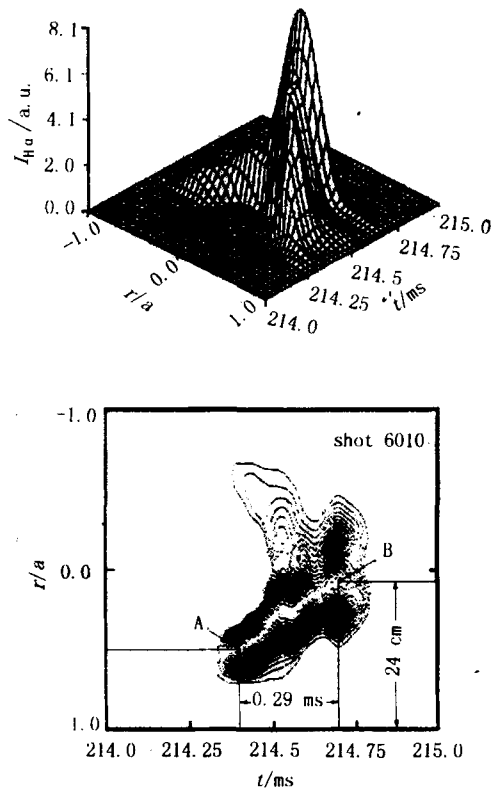 8.1
6.1
4.1
2.0
0.0
I_Hα / a.u.
-1.0
0.0
1.0
r/a
214.0
214.25
214.5
214.75
215.0
t/ms
-1.0
shot 6010
0.0
r/a
B
A
24 cm
0.29 ms
1.0
214.0 214.25 214.5 214.75 215.0
t/ms